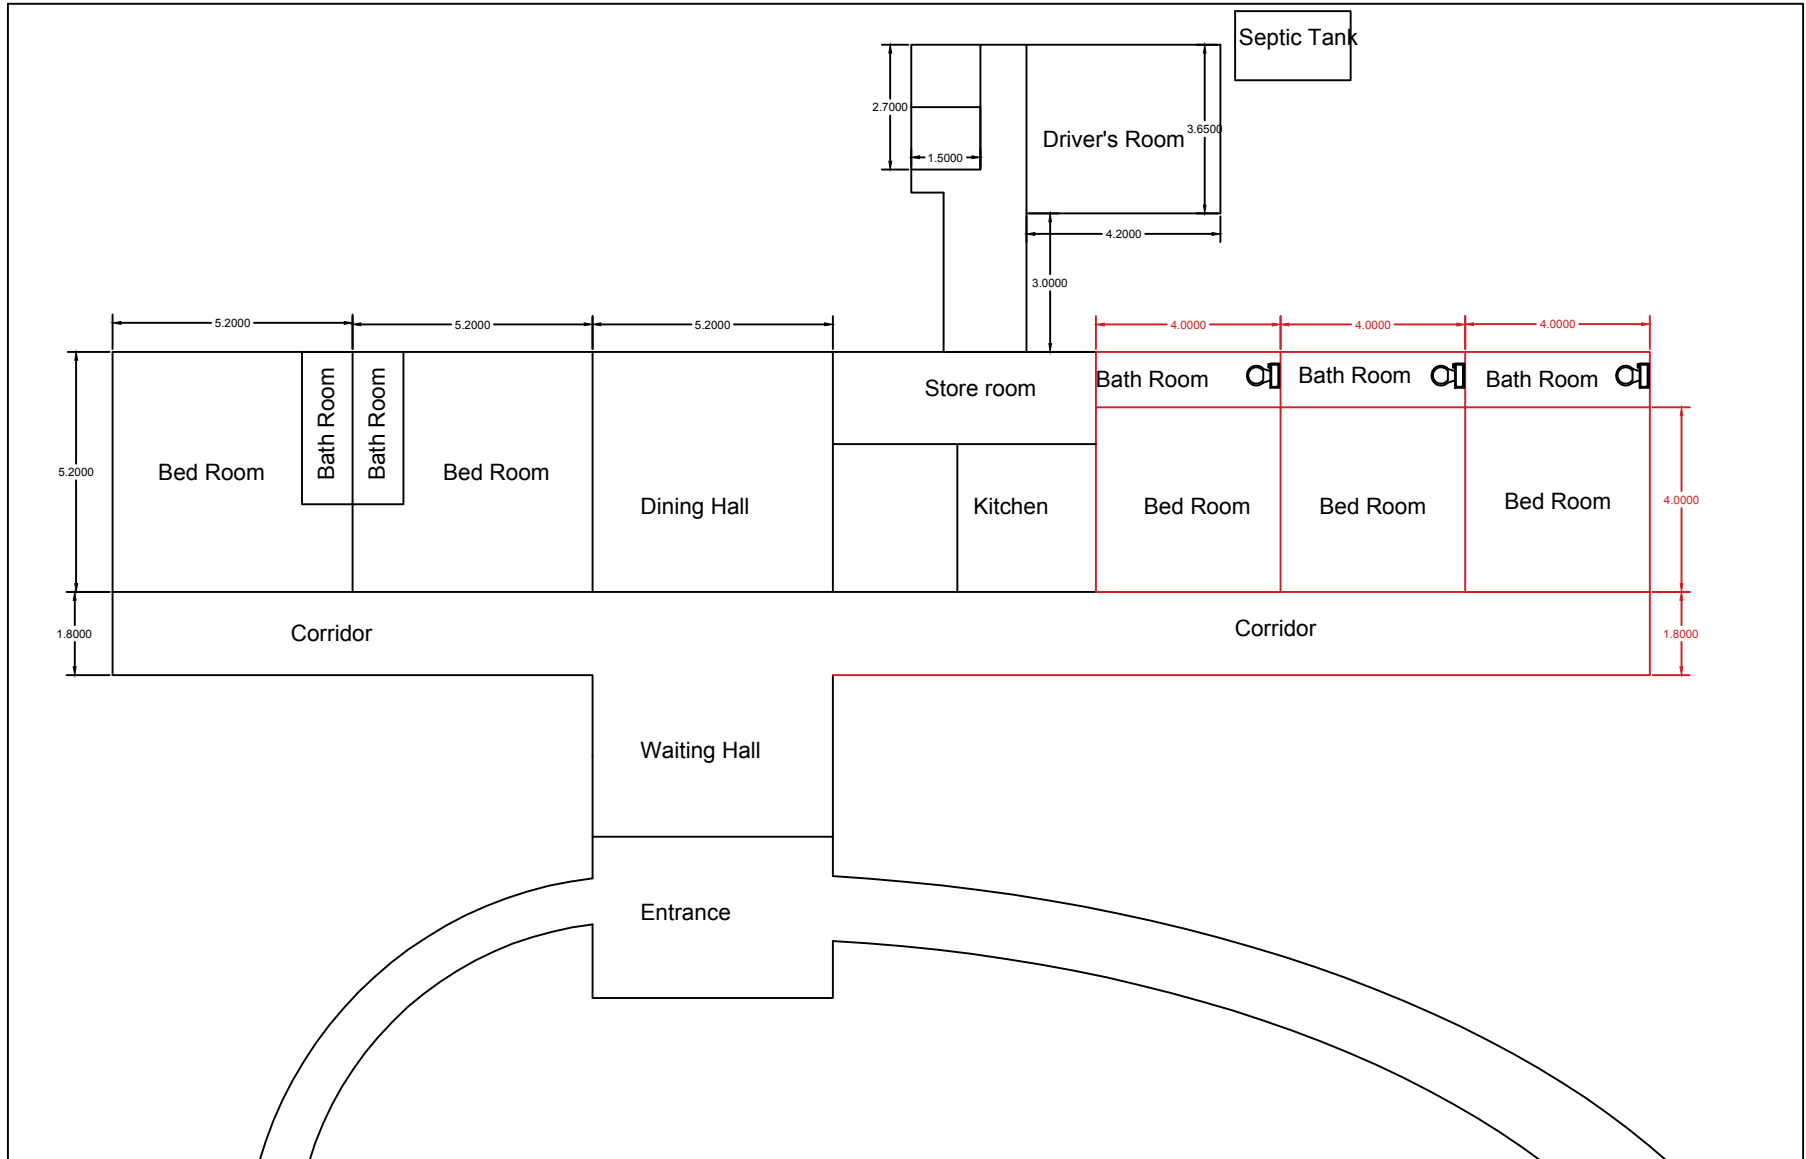 Septic Tank
2.7000
Driver's Room
3.6500
1.5000
4.2000
3.0000
5.2000
5.2000
5.2000
4.0000
4.0000
4.0000
Bath Room
Bath Room
Store room
Bath Room
Bath Room
Bath Room
5.2000
Bed Room
Bed Room
Dining Hall
Kitchen
Bed Room
Bed Room
Bed Room
4.0000
1.8000
Corridor
Corridor
1.8000
Waiting Hall
Entrance